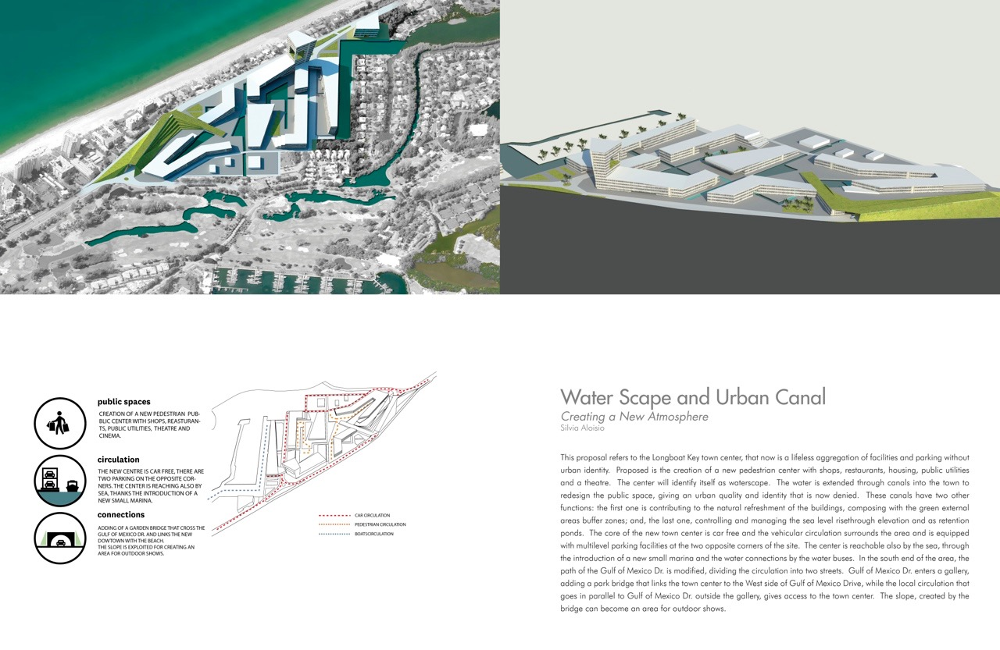 public spaces
CREATION OF A NEW PEDESTRIAN  PUB-
BLIC CENTER WITH SHOPS, REASTURAN-
TS, PUBLIC UTILITIES,  THEATRE AND
CINEMA.
circulation
THE NEW CENTRE IS CAR FREE, THERE ARE
TWO PARKING ON THE OPPOSITE COR-
NERS. THE CENTER IS REACHING ALSO BY
SEA, THANKS THE INTRODUCTION OF A
NEW SMALL MARINA.
connections
ADDING OF A GARDEN BRIDGE THAT CROSS THE
GULF OF MEXICO DR. AND LINKS THE NEW
DOWTOWN WITH THE BEACH.
THE SLOPE IS EXPLOITED FOR CREATING AN
AREA FOR OUTDOOR SHOWS.
CAR CIRCULATION
PEDESTRIAN CIRCULATION
BOATSCIRCULATION
Water Scape and Urban Canal
Creating a New Atmosphere
Silvia Aloisio
This proposal refers to the Longboat Key town center, that now is a lifeless aggregation of facilities and parking without
urban identity.  Proposed is the creation of a new pedestrian center with shops, restaurants, housing, public utilities
and a theatre.  The center will identify itself as waterscape.  The water is extended through canals into the town to
redesign the public space, giving an urban quality and identity that is now denied.  These canals have two other
functions: the first one is contributing to the natural refreshment of the buildings, composing with the green external
areas buffer zones; and, the last one, controlling and managing the sea level risethrough elevation and as retention
ponds.  The core of the new town center is car free and the vehicular circulation surrounds the area and is equipped
with multilevel parking facilities at the two opposite corners of the site.  The center is reachable also by the sea, through
the introduction of a new small marina and the water connections by the water buses.  In the south end of the area, the
path of the Gulf of Mexico Dr. is modified, dividing the circulation into two streets.  Gulf of Mexico Dr. enters a gallery,
adding a park bridge that links the town center to the West side of Gulf of Mexico Drive, while the local circulation that
goes in parallel to Gulf of Mexico Dr. outside the gallery, gives access to the town center.  The slope, created by the
bridge can become an area for outdoor shows.